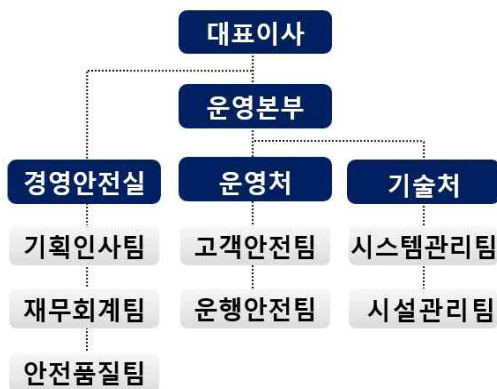 대표이사
운영본부
경영안전실 운영처 기술처
기획인사팀 고객안전팀 시스템관리팀
재무회계팀 운행안전팀 시설관리팀
안전품질팀